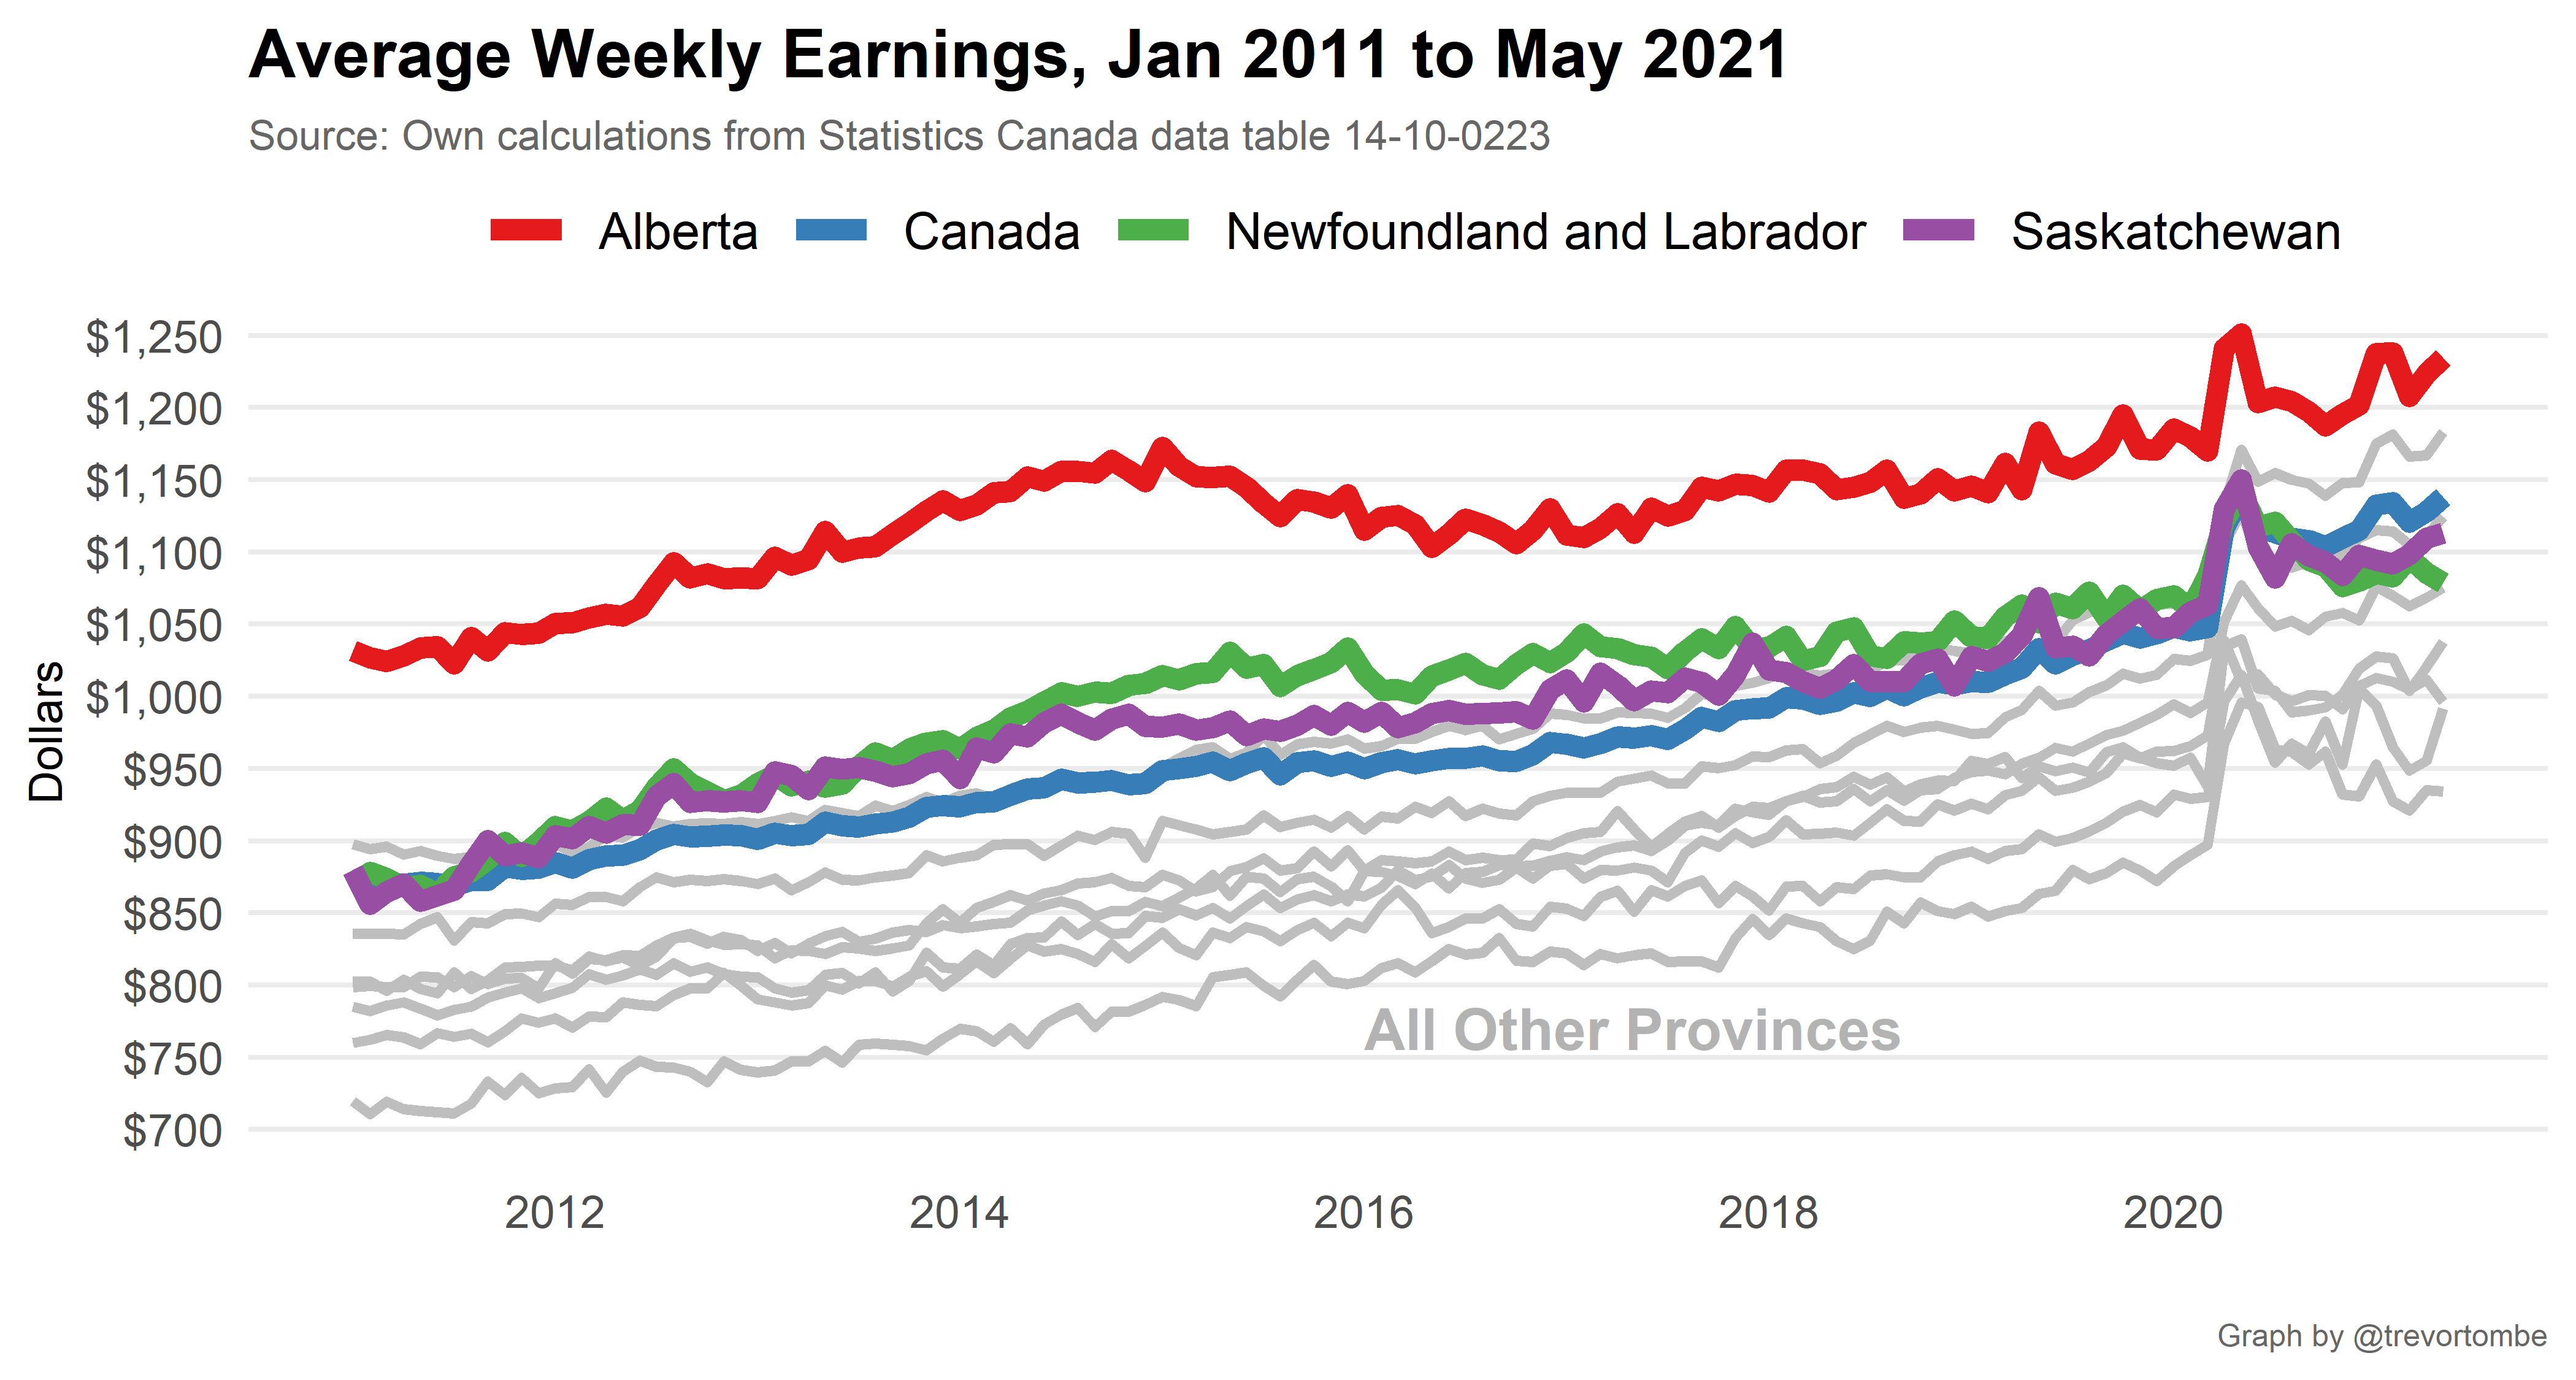 Average Weekly Earnings, Jan 2011 to May 2021
Source: Own calculations from Statistics Canada data table 14-10-0223
Alberta Canada Newfoundland and Labrador Saskatchewan
$1,250
$1,200
$1,150
$1,100
$1,050
$1,000
$950
$900
$850
$800
$750
$700
Dollars
All Other Provinces
2012 2014 2016 2018 2020
Graph by @trevortombe